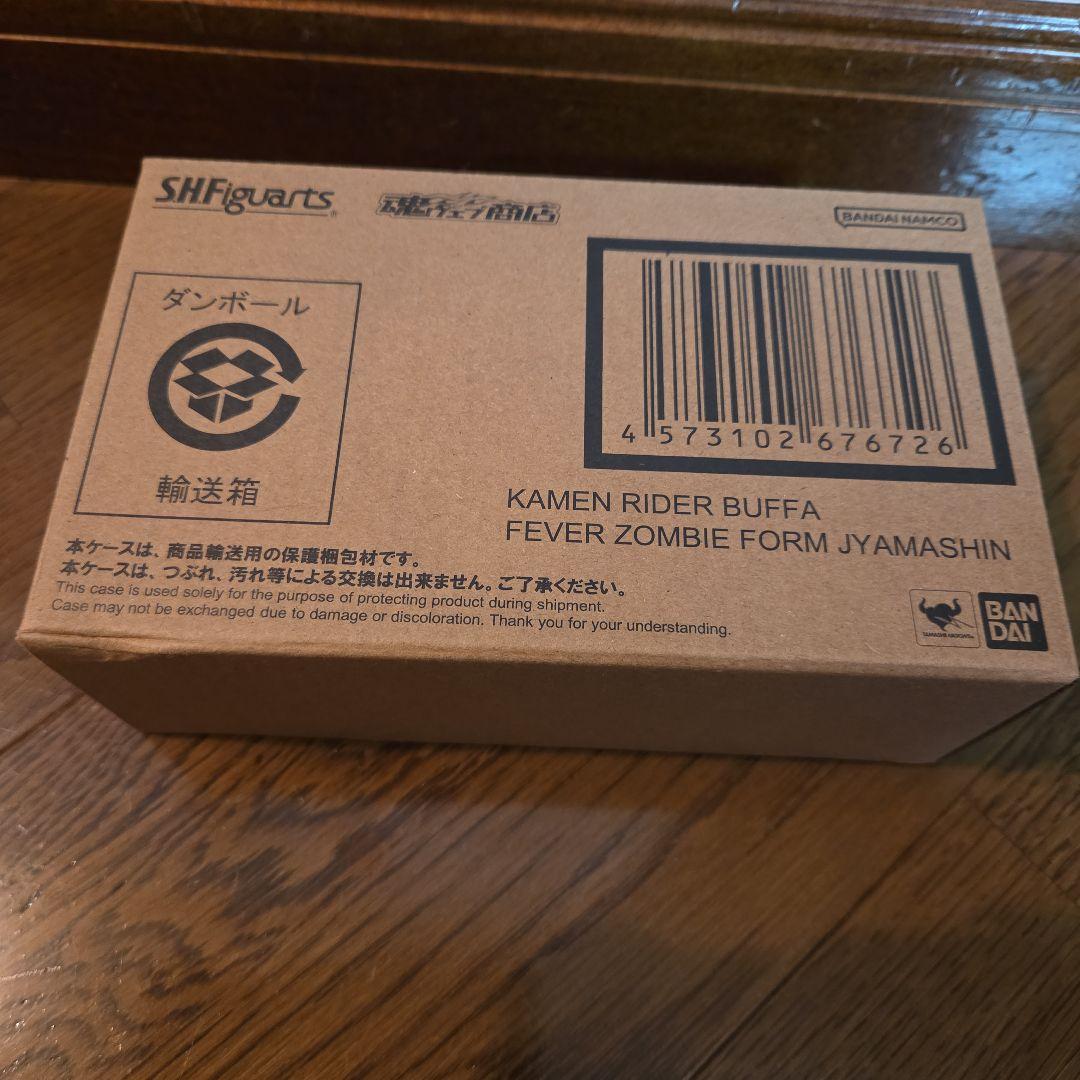 S.H.Figuarts
魂ウェブ商店
BANDAI NAMCO
ダンボール
輸送箱
4 573102 676726
KAMEN RIDER BUFFA
FEVER ZOMBIE FORM JYAMASHIN
本ケースは、商品輸送用の保護梱包材です。
本ケースは、つぶれ、汚れ等による交換は出来ません。ご了承ください。
This case is used solely for the purpose of protecting product during shipment.
Case may not be exchanged due to damage or discoloration. Thank you for your understanding.
TAMASHII NATIONS
BAN
DAI